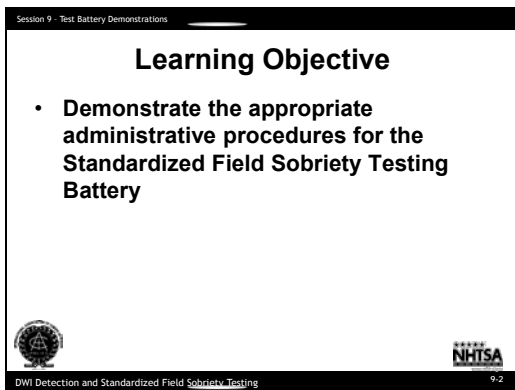 Session 9 - Test Battery Demonstrations
Learning Objective
• Demonstrate the appropriate
administrative procedures for the
Standardized Field Sobriety Testing
Battery
NHTSA
DWI Detection and Standardized Field Sobriety Testing
9-2